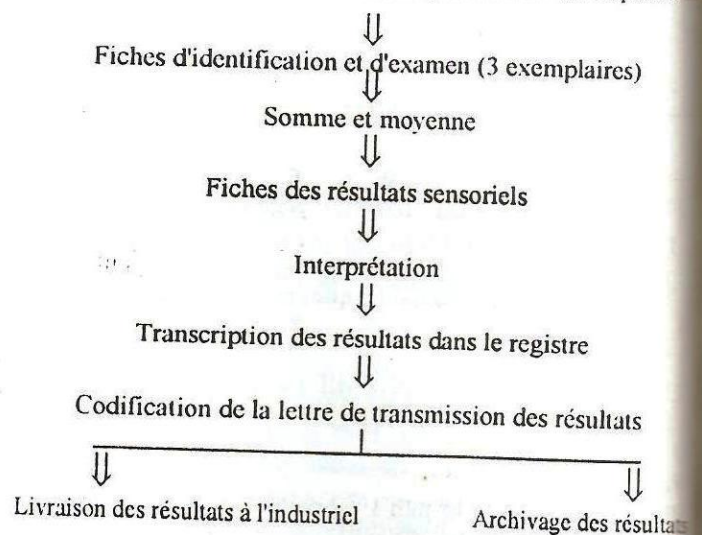 Fiches d'identification et d'examen (3 exemplaires)
Somme et moyenne
Fiches des résultats sensoriels
Interprétation
Transcription des résultats dans le registre
Codification de la lettre de transmission des résultats
Livraison des résultats à l'industriel
Archivage des résultats